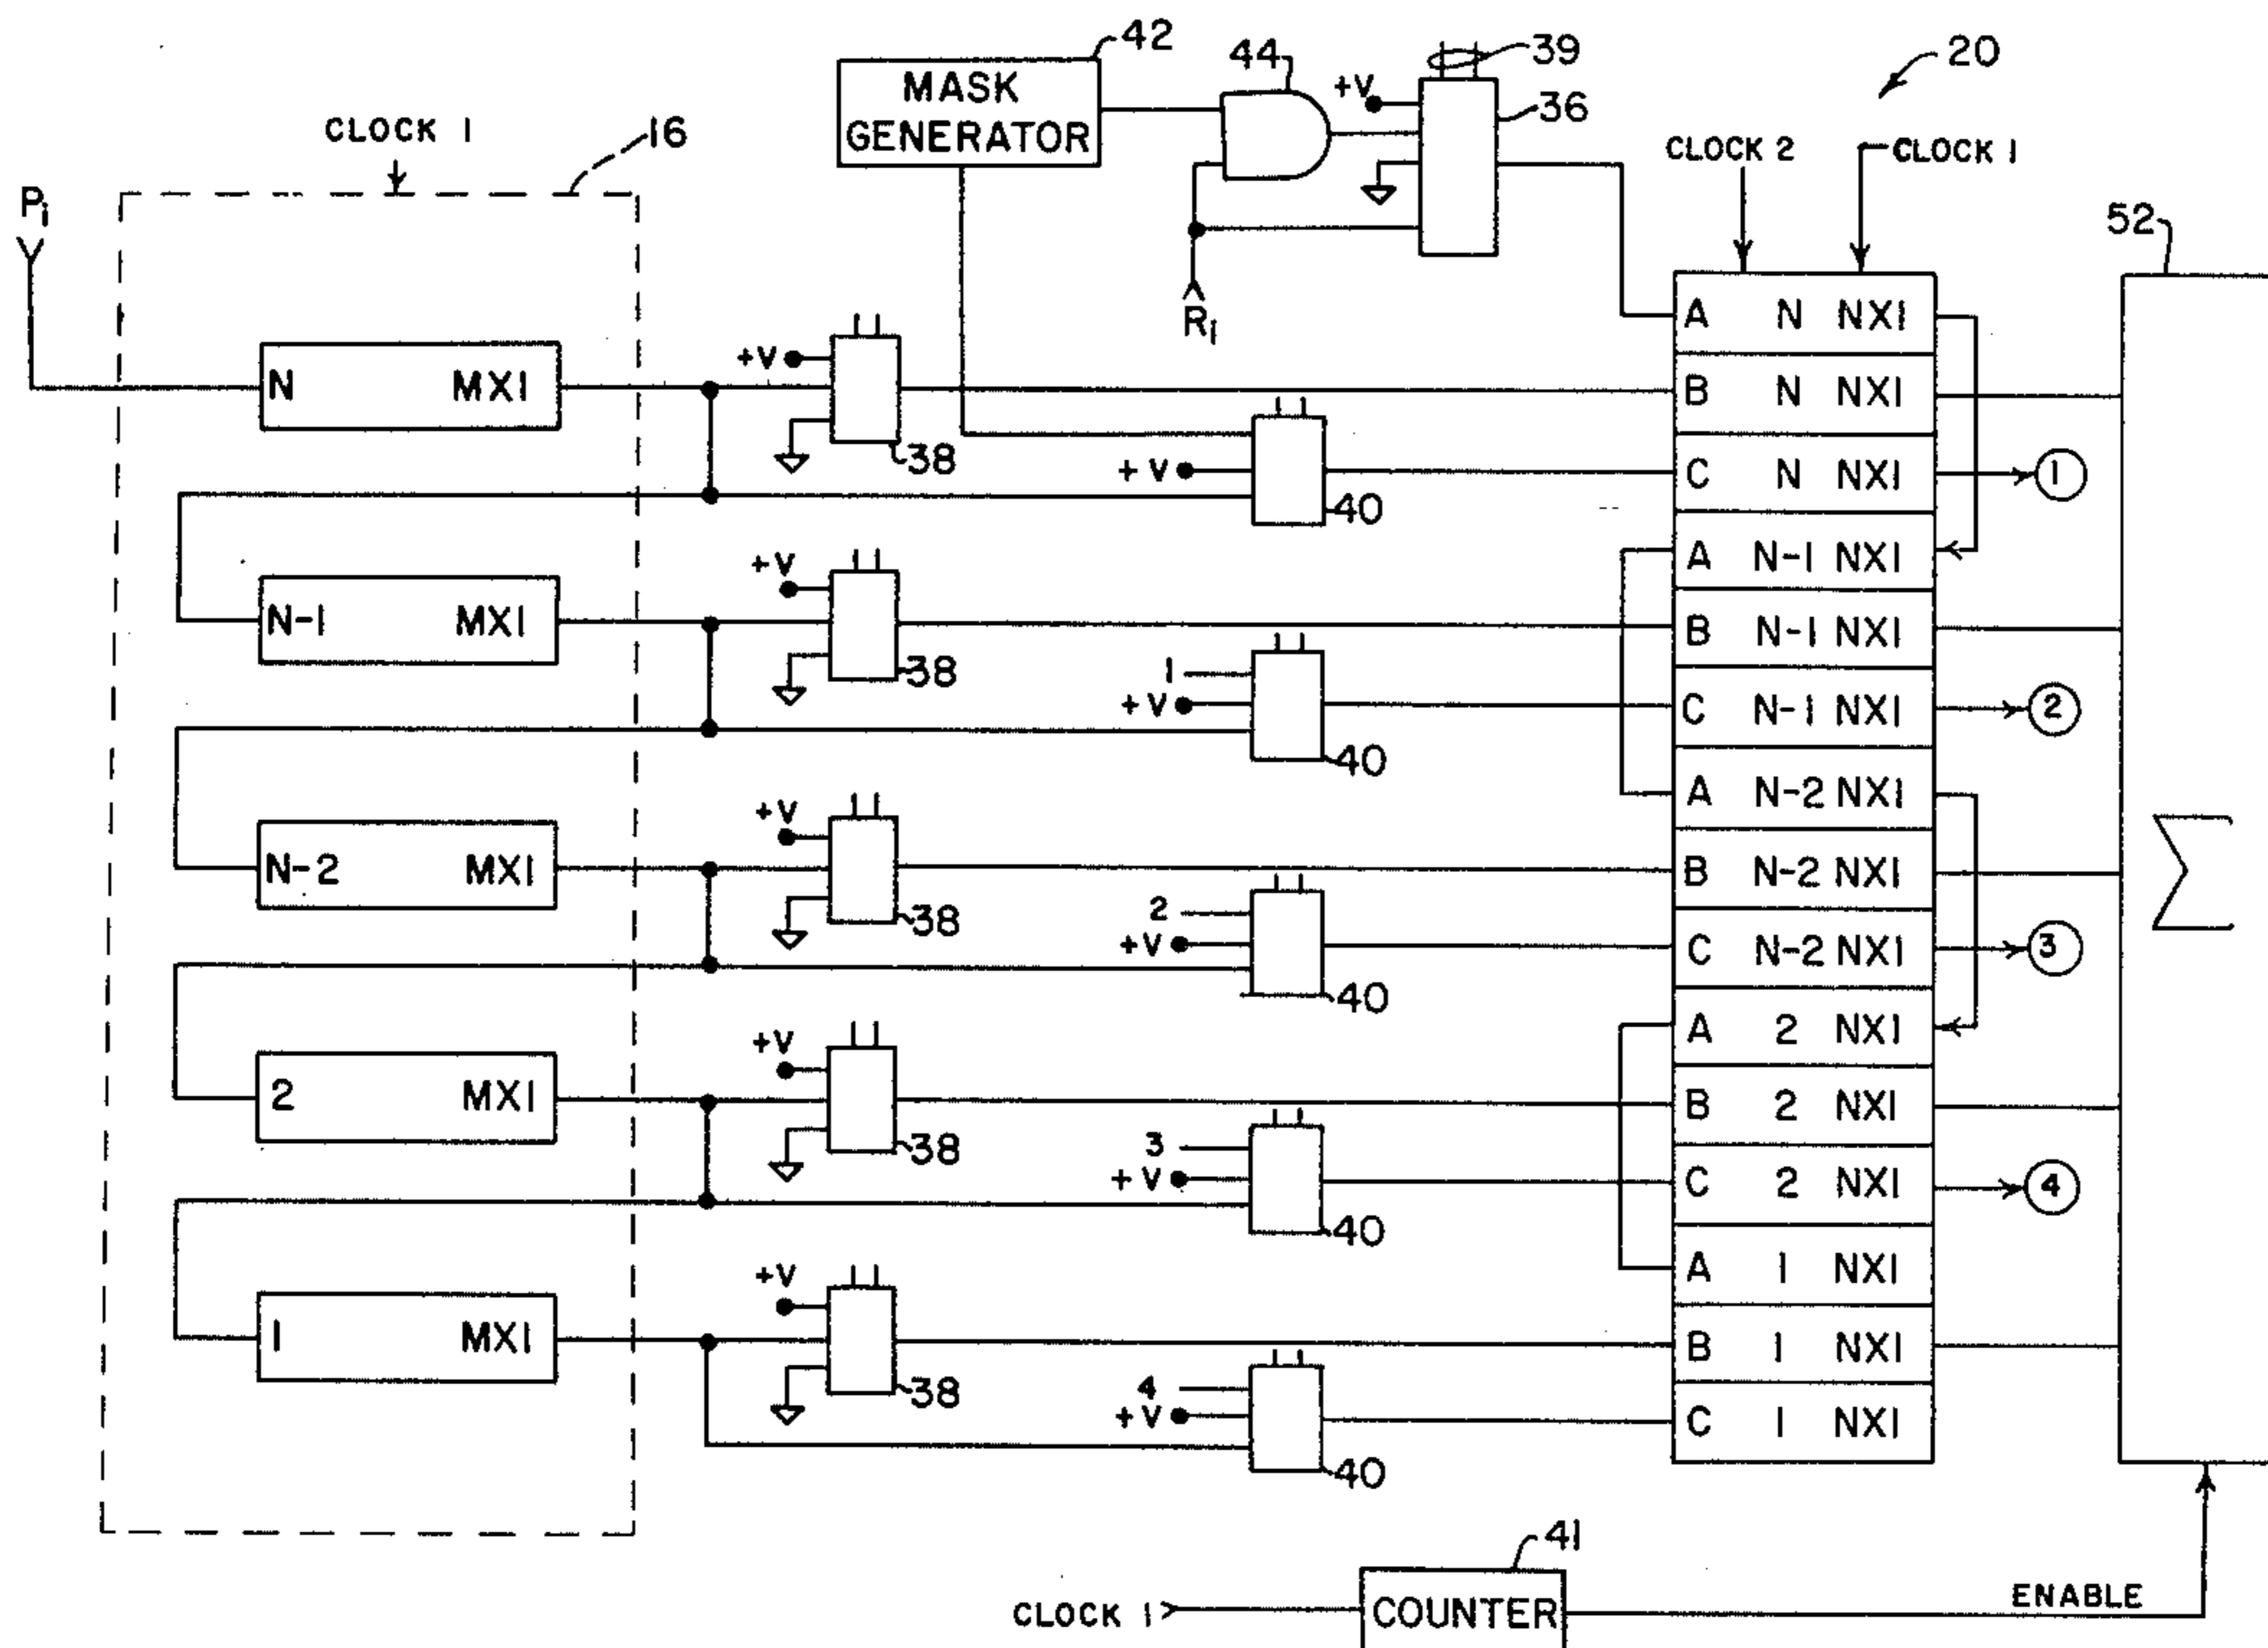 42
44
39
MASK
GENERATOR
+V
36
20
CLOCK 1
16
CLOCK 2
CLOCK 1
Pi
Ri
52
A N NX1
N MX1
+V
38
B N NX1
+V
40
C N NX1
1
A N-1 NX1
N-1 MX1
+V
38
B N-1 NX1
1
+V
40
C N-1 NX1
2
A N-2 NX1
N-2 MX1
+V
38
B N-2 NX1
Σ
2
+V
40
C N-2 NX1
3
A 2 NX1
2 MX1
+V
38
B 2 NX1
3
+V
40
C 2 NX1
4
A 1 NX1
1 MX1
+V
38
B 1 NX1
4
+V
40
C 1 NX1
41
CLOCK 1
COUNTER
ENABLE